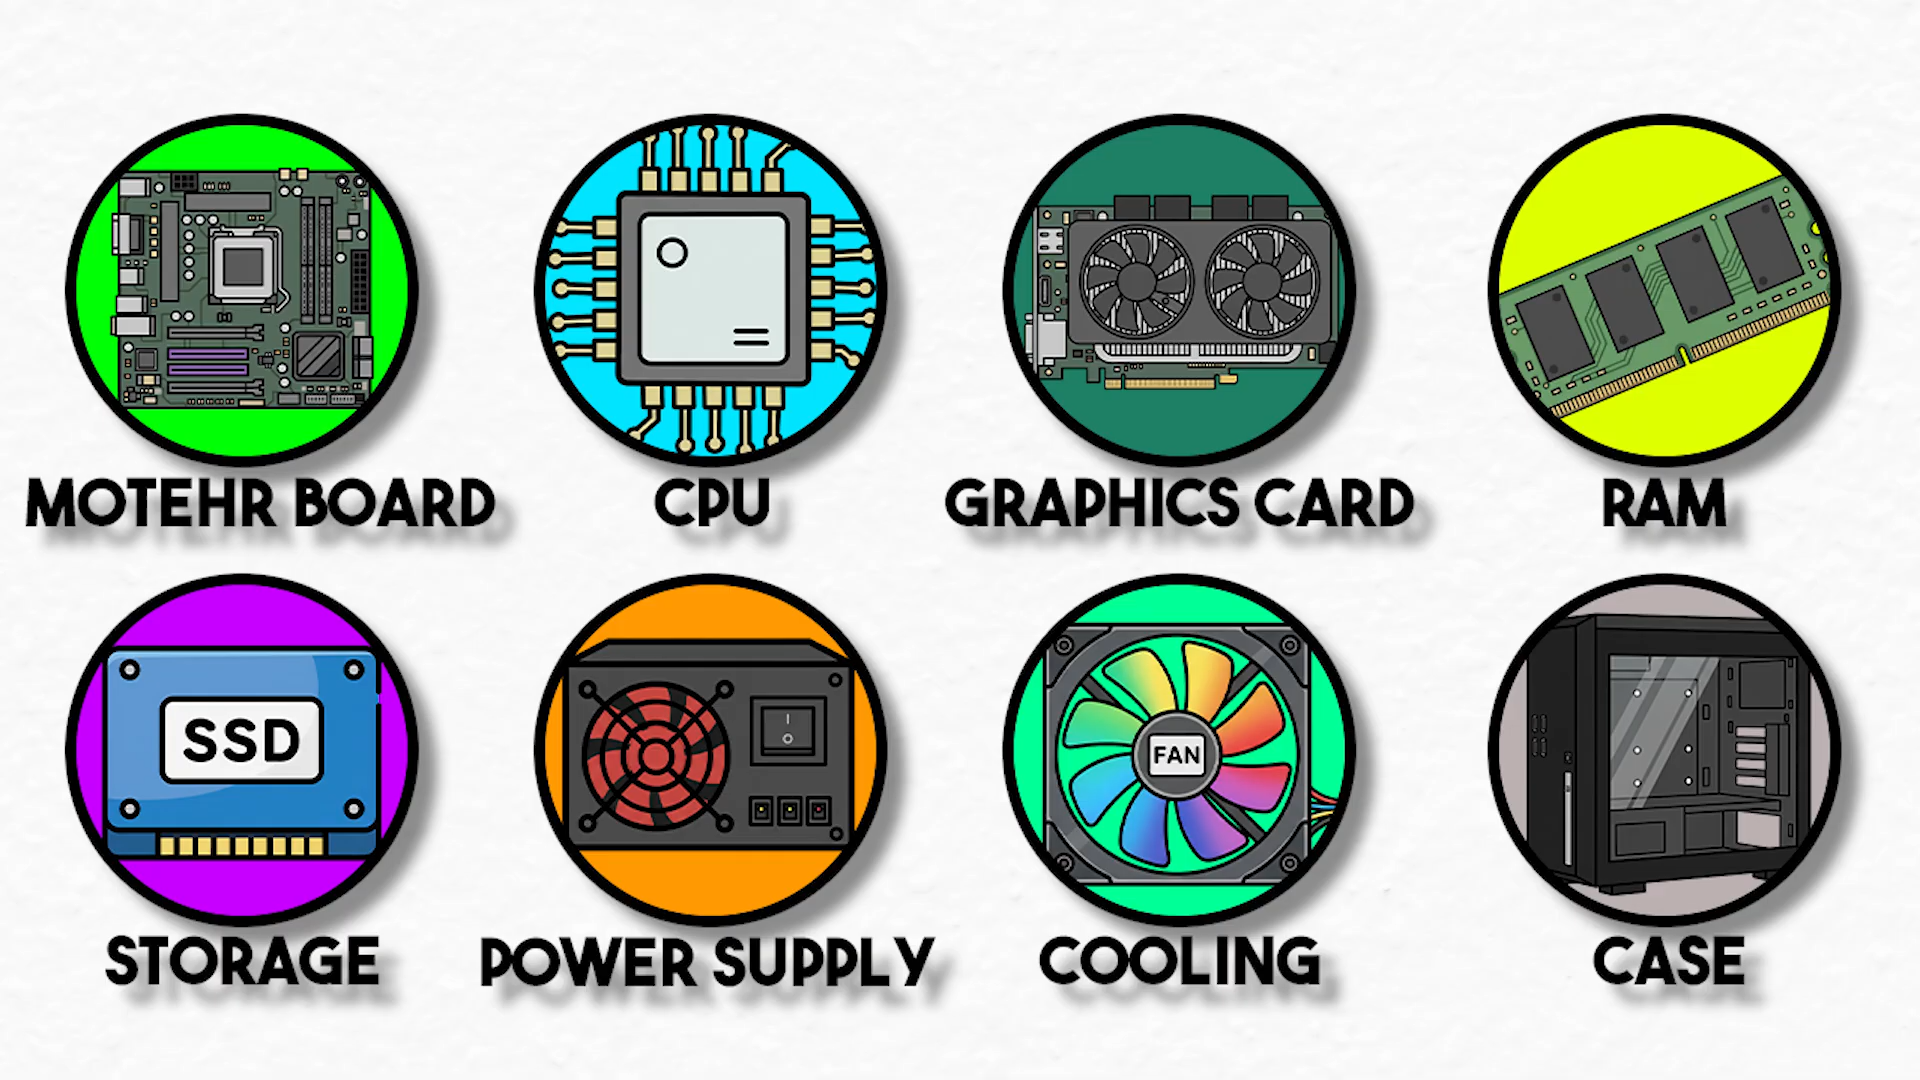 MOTEHR BOARD
CPU
GRAPHICS CARD
RAM
SSD
FAN
STORAGE
POWER SUPPLY
COOLING
CASE